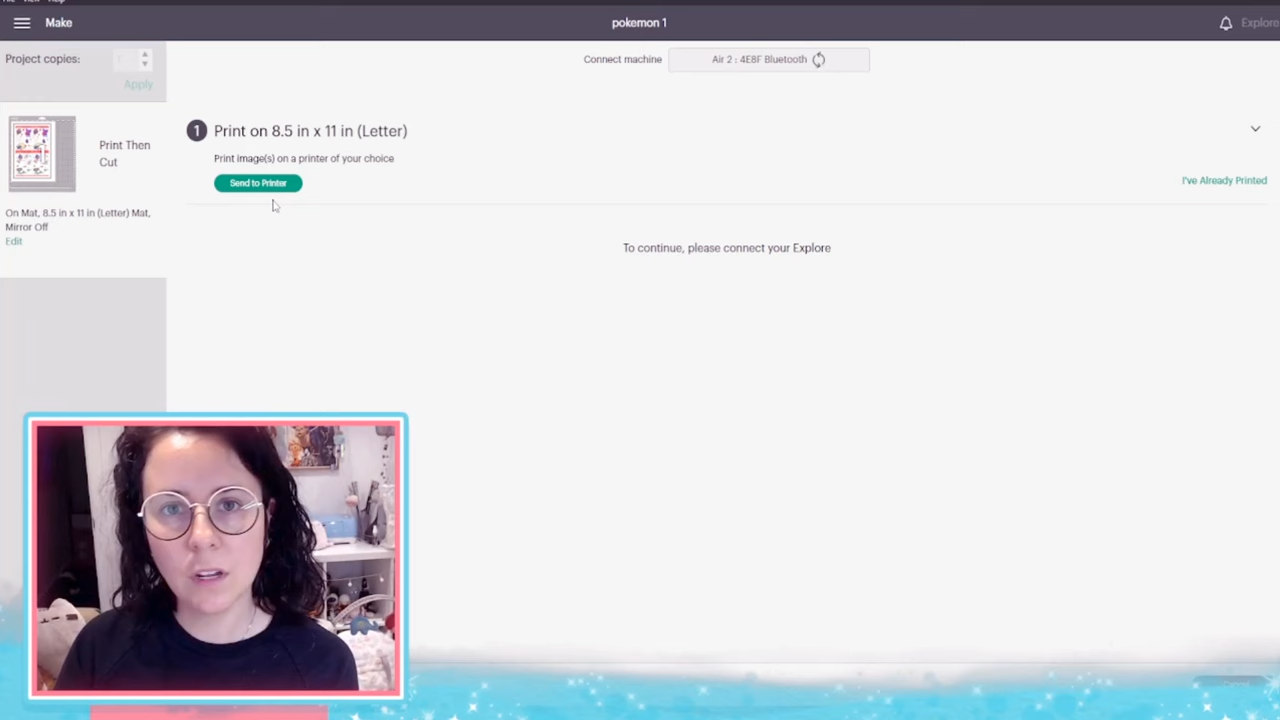 Make
pokemon 1
Explore
Project copies:
1
Apply
Connect machine
Air 2 : 4E8F Bluetooth
Print Then
Cut
On Mat, 8.5 in x 11 in (Letter) Mat,
Mirror Off
Edit
1
Print on 8.5 in x 11 in (Letter)
Print image(s) on a printer of your choice
Send to Printer
I've Already Printed
To continue, please connect your Explore